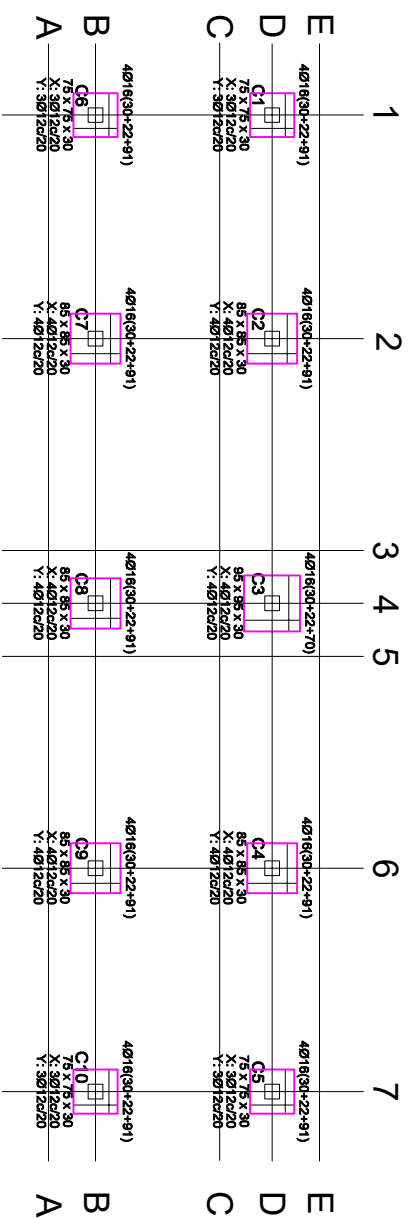 E
D
C
B
A
1
2
3
4
5
6
7
4Ø16(30+22+91)
C1
75 x 75 x 30
X: 3Ø12c/20
Y: 3Ø12c/20
4Ø16(30+22+91)
C2
85 x 85 x 30
X: 4Ø12c/20
Y: 4Ø12c/20
4Ø16(30+22+70)
C3
95 x 95 x 30
X: 4Ø12c/20
Y: 4Ø12c/20
4Ø16(30+22+91)
C4
85 x 85 x 30
X: 4Ø12c/20
Y: 4Ø12c/20
4Ø16(30+22+91)
C5
75 x 75 x 30
X: 3Ø12c/20
Y: 3Ø12c/20
4Ø16(30+22+91)
C6
75 x 75 x 30
X: 3Ø12c/20
Y: 3Ø12c/20
4Ø16(30+22+91)
C7
85 x 85 x 30
X: 4Ø12c/20
Y: 4Ø12c/20
4Ø16(30+22+91)
C8
85 x 85 x 30
X: 4Ø12c/20
Y: 4Ø12c/20
4Ø16(30+22+91)
C9
85 x 85 x 30
X: 4Ø12c/20
Y: 4Ø12c/20
4Ø16(30+22+91)
C10
75 x 75 x 30
X: 3Ø12c/20
Y: 3Ø12c/20
E
D
C
B
A